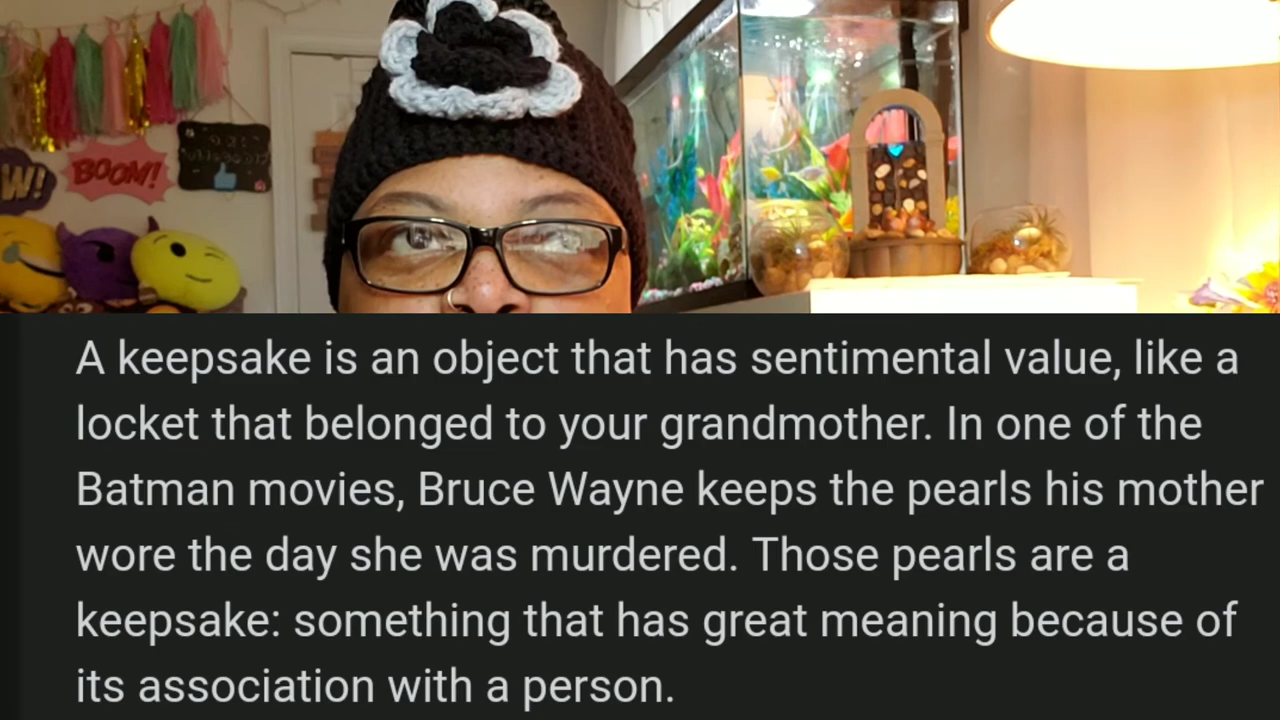 W!
BOOM!
A keepsake is an object that has sentimental value, like a
locket that belonged to your grandmother. In one of the
Batman movies, Bruce Wayne keeps the pearls his mother
wore the day she was murdered. Those pearls are a
keepsake: something that has great meaning because of
its association with a person.